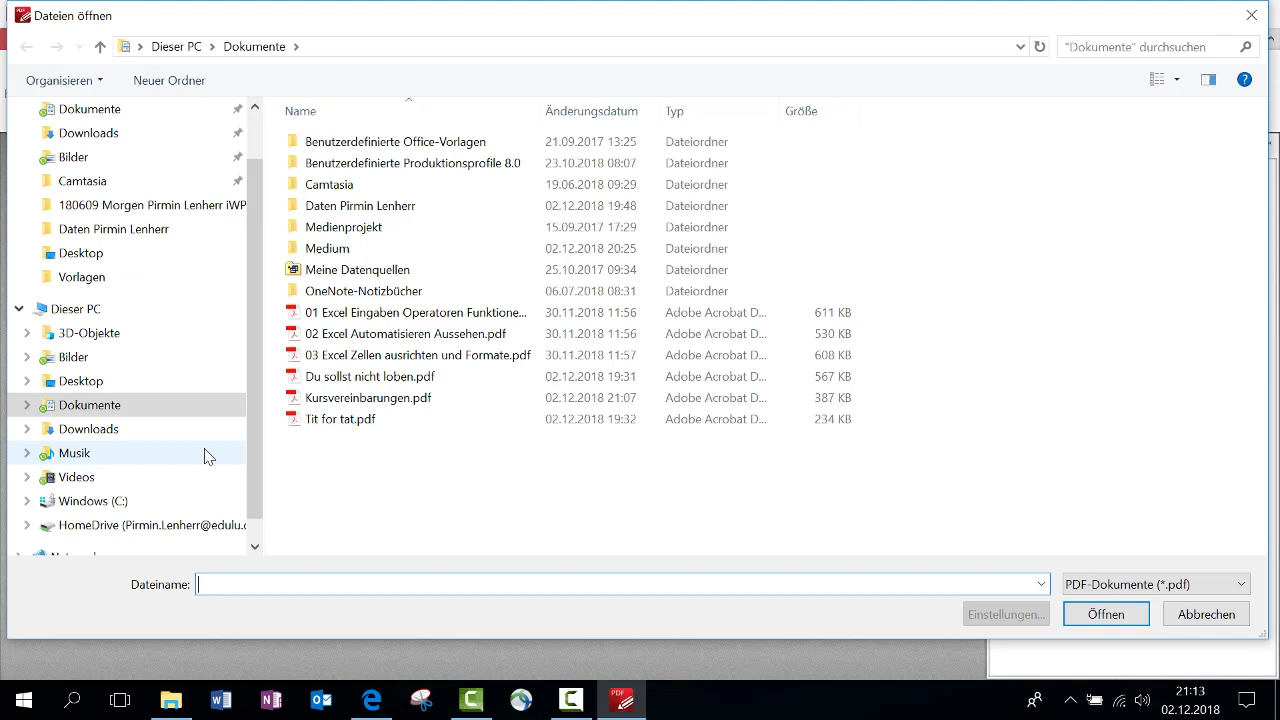 Dateien öffnen
Dieser PC
Dokumente
"Dokumente" durchsuchen
Organisieren
Neuer Ordner
Name
Änderungsdatum
Typ
Größe
Dokumente
Downloads
Bilder
Camtasia
180609 Morgen Pirmin Lenherr iWP
Daten Pirmin Lenherr
Desktop
Vorlagen
Dieser PC
3D-Objekte
Bilder
Desktop
Dokumente
Downloads
Musik
Videos
Windows (C:)
HomeDrive (Pirmin.Lenherr@edulu.c
Benutzerdefinierte Office-Vorlagen 21.09.2017 13:25 Dateiordner
Benutzerdefinierte Produktionsprofile 8.0 23.10.2018 08:07 Dateiordner
Camtasia 19.06.2018 09:29 Dateiordner
Daten Pirmin Lenherr 02.12.2018 19:48 Dateiordner
Medienprojekt 15.09.2017 17:29 Dateiordner
Medium 02.12.2018 20:25 Dateiordner
Meine Datenquellen 25.10.2017 09:34 Dateiordner
OneNote-Notizbücher 06.07.2018 08:31 Dateiordner
01 Excel Eingaben Operatoren Funktione... 30.11.2018 11:56 Adobe Acrobat D... 611 KB
02 Excel Automatisieren Aussehen.pdf 30.11.2018 11:56 Adobe Acrobat D... 530 KB
03 Excel Zellen ausrichten und Formate.pdf 30.11.2018 11:57 Adobe Acrobat D... 608 KB
Du sollst nicht loben.pdf 02.12.2018 19:31 Adobe Acrobat D... 567 KB
Kursvereinbarungen.pdf 02.12.2018 21:07 Adobe Acrobat D... 387 KB
Tit for tat.pdf 02.12.2018 19:32 Adobe Acrobat D... 234 KB
Dateiname:
PDF-Dokumente (*.pdf)
Einstellungen...
Öffnen
Abbrechen
PDF
21:13
02.12.2018